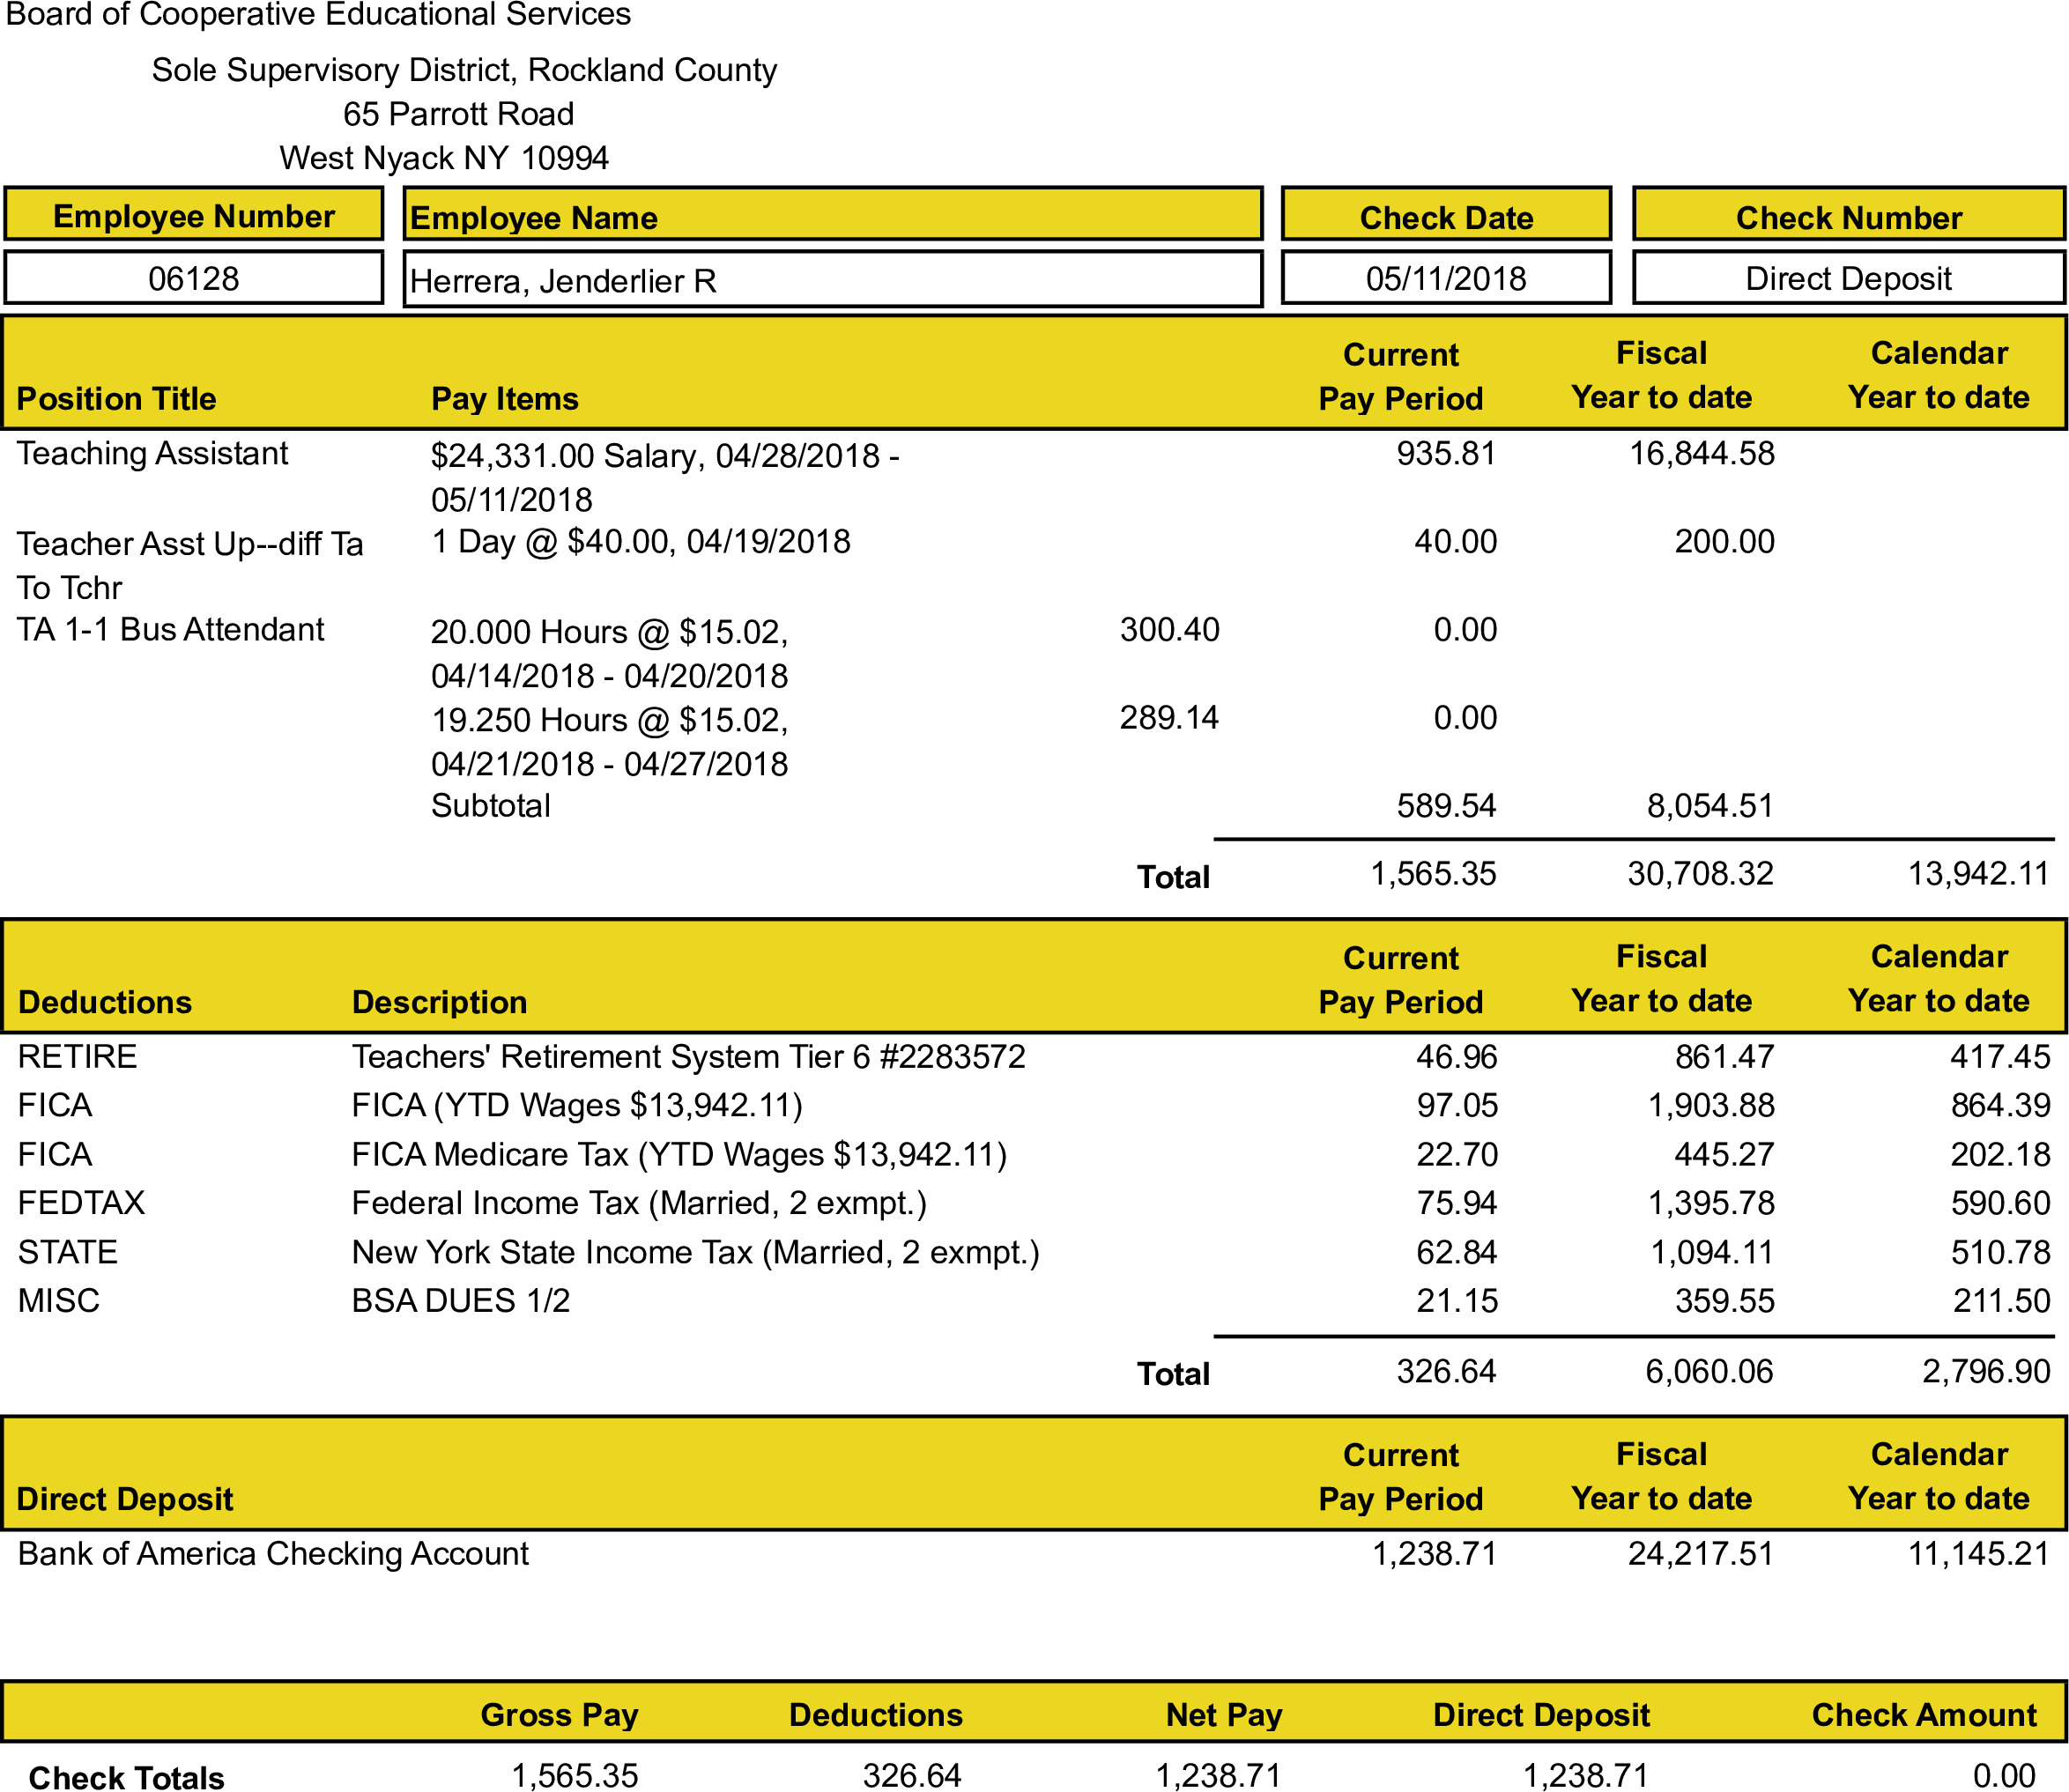 Board of Cooperative Educational Services
Sole Supervisory District, Rockland County
65 Parrott Road
West Nyack NY 10994
Employee Number Employee Name Check Date Check Number
06128 Herrera, Jenderlier R 05/11/2018 Direct Deposit
Current Fiscal Calendar
Position Title Pay Items Pay Period Year to date Year to date
Teaching Assistant $24,331.00 Salary, 04/28/2018 - 935.81 16,844.58
05/11/2018
Teacher Asst Up--diff Ta 1 Day @ $40.00, 04/19/2018 40.00 200.00
To Tchr
TA 1-1 Bus Attendant 20.000 Hours @ $15.02, 300.40 0.00
04/14/2018 - 04/20/2018
19.250 Hours @ $15.02, 289.14 0.00
04/21/2018 - 04/27/2018
Subtotal 589.54 8,054.51
Total 1,565.35 30,708.32 13,942.11
Current Fiscal Calendar
Deductions Description Pay Period Year to date Year to date
RETIRE Teachers' Retirement System Tier 6 #2283572 46.96 861.47 417.45
FICA FICA (YTD Wages $13,942.11) 97.05 1,903.88 864.39
FICA FICA Medicare Tax (YTD Wages $13,942.11) 22.70 445.27 202.18
FEDTAX Federal Income Tax (Married, 2 exmpt.) 75.94 1,395.78 590.60
STATE New York State Income Tax (Married, 2 exmpt.) 62.84 1,094.11 510.78
MISC BSA DUES 1/2 21.15 359.55 211.50
Total 326.64 6,060.06 2,796.90
Current Fiscal Calendar
Direct Deposit Pay Period Year to date Year to date
Bank of America Checking Account 1,238.71 24,217.51 11,145.21
Gross Pay Deductions Net Pay Direct Deposit Check Amount
Check Totals 1,565.35 326.64 1,238.71 1,238.71 0.00